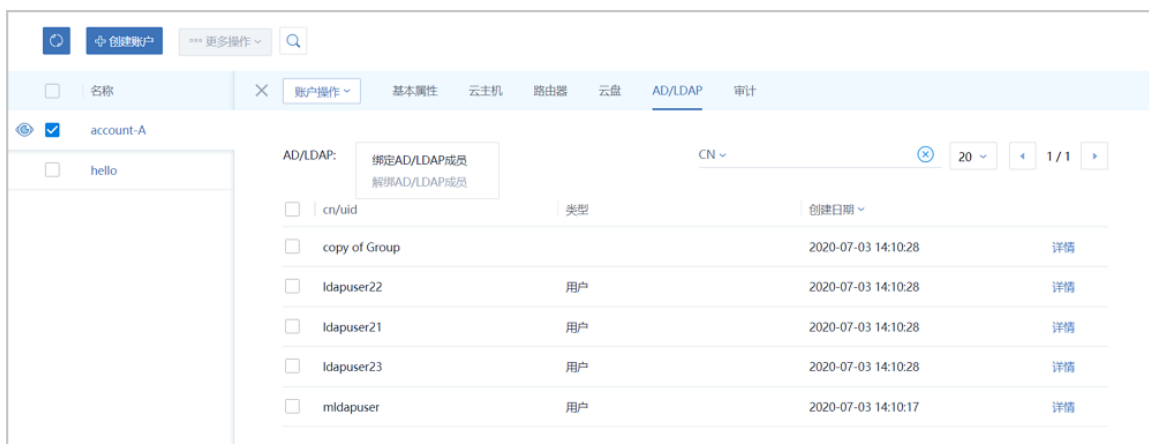 创建账户 更多操作
名称 账户操作 基本属性 云主机 路由器 云盘 AD/LDAP 审计
account-A
hello
AD/LDAP: 绑定AD/LDAP成员 CN 20 1 / 1
解绑AD/LDAP成员
cn/uid 类型 创建日期
copy of Group 2020-07-03 14:10:28 详情
ldapuser22 用户 2020-07-03 14:10:28 详情
ldapuser21 用户 2020-07-03 14:10:28 详情
ldapuser23 用户 2020-07-03 14:10:28 详情
mldapuser 用户 2020-07-03 14:10:17 详情